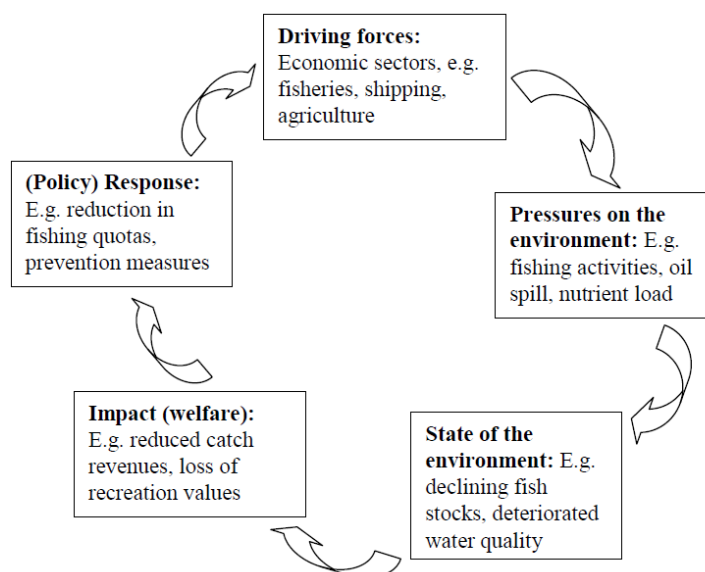 Driving forces:
Economic sectors, e.g.
fisheries, shipping,
agriculture
(Policy) Response:
E.g. reduction in
fishing quotas,
prevention measures
Pressures on the
environment: E.g.
fishing activities, oil
spill, nutrient load
Impact (welfare):
E.g. reduced catch
revenues, loss of
recreation values
State of the
environment: E.g.
declining fish
stocks, deteriorated
water quality